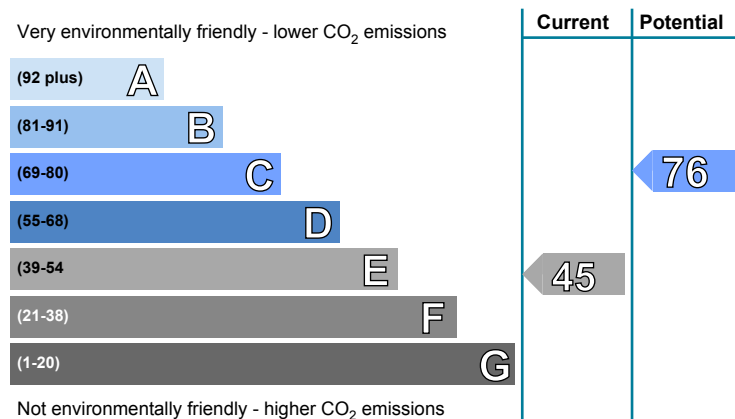 Very environmentally friendly - lower CO₂ emissions
Current
Potential
(92 plus) A
(81-91) B
(69-80) C
76
(55-68) D
(39-54 E
45
(21-38) F
(1-20) G
Not environmentally friendly - higher CO₂ emissions